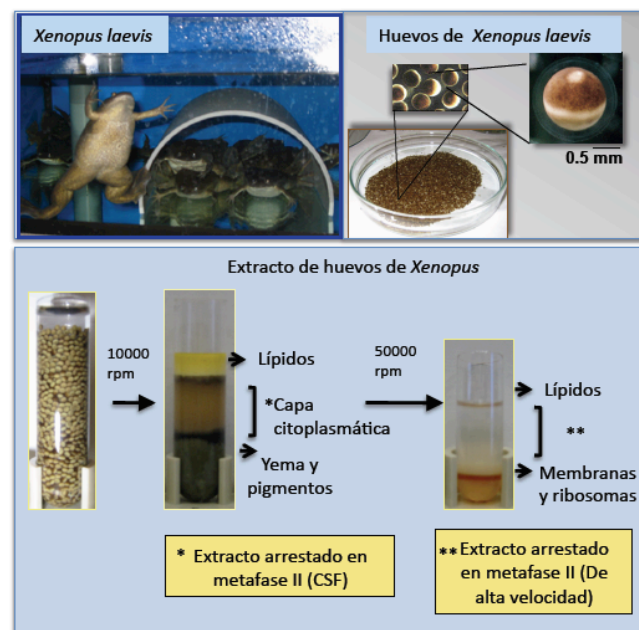 Xenopus laevis
Huevos de Xenopus laevis
0.5 mm
Extracto de huevos de Xenopus
10000
rpm
Lípidos
*Capa
citoplasmática
Yema y
pigmentos
50000
rpm
Lípidos
**
Membranas
y ribosomas
* Extracto arrestado en
metafase II (CSF)
**Extracto arrestado
en metafase II (De
alta velocidad)